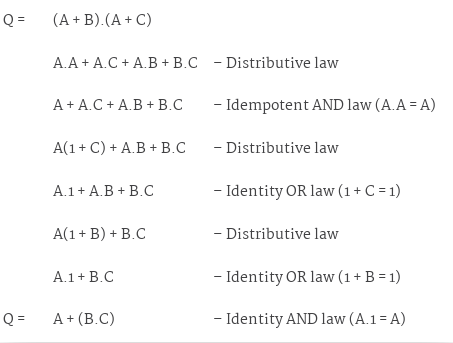 Q = (A + B).(A + C)
A.A + A.C + A.B + B.C – Distributive law
A + A.C + A.B + B.C – Idempotent AND law (A.A = A)
A(1 + C) + A.B + B.C – Distributive law
A.1 + A.B + B.C – Identity OR law (1 + C = 1)
A(1 + B) + B.C – Distributive law
A.1 + B.C – Identity OR law (1 + B = 1)
Q = A + (B.C) – Identity AND law (A.1 = A)